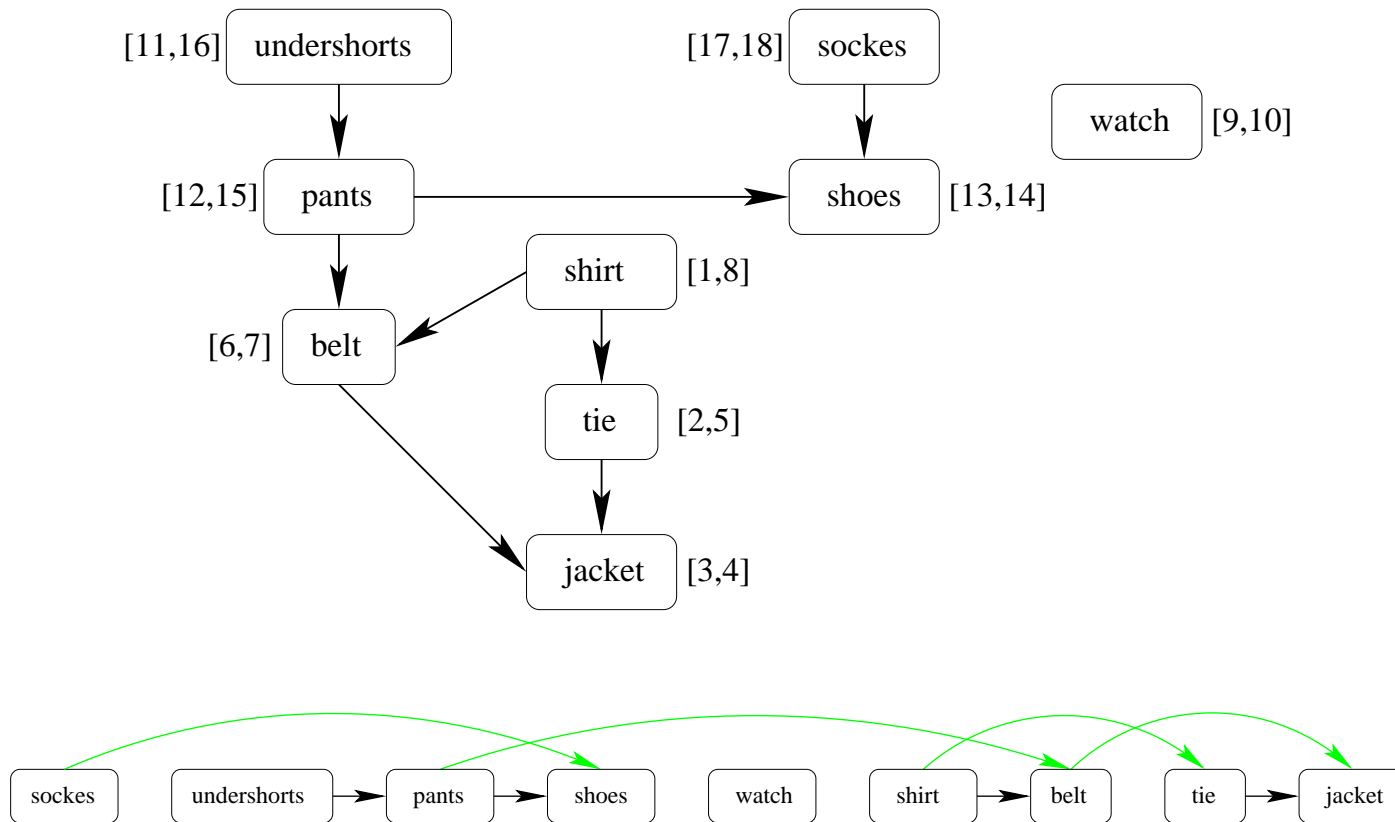 [11,16] undershorts [17,18] sockes
watch [9,10]
[12,15] pants shoes [13,14]
shirt [1,8]
[6,7] belt
tie [2,5]
jacket [3,4]
sockes undershorts pants shoes watch shirt belt tie jacket